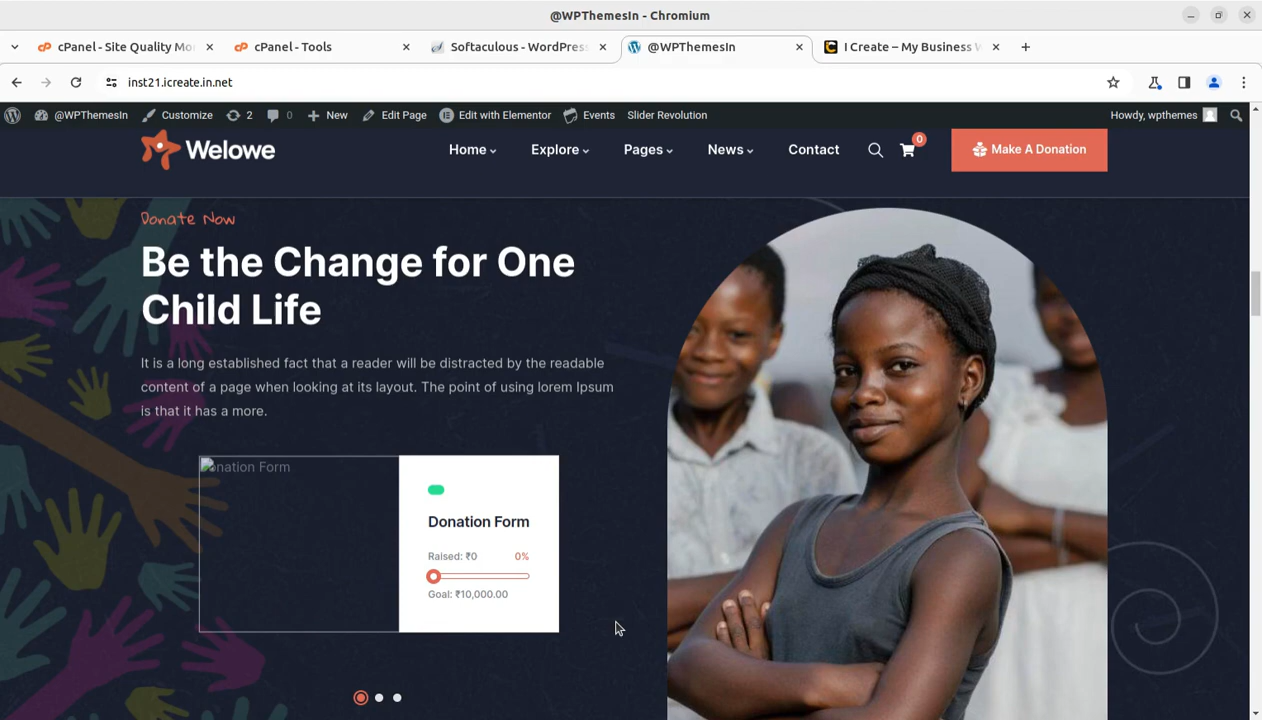 @WPThemesIn - Chromium
cPanel - Site Quality Mo
cPanel - Tools
Softaculous - WordPress
@WPThemesIn
I Create – My Business W
inst21.icreate.in.net
@WPThemesIn
Customize
2
0
New
Edit Page
Edit with Elementor
Events
Slider Revolution
Howdy, wpthemes
Welowe
Home
Explore
Pages
News
Contact
0
Make A Donation
Donate Now
Be the Change for One
Child Life
It is a long established fact that a reader will be distracted by the readable
content of a page when looking at its layout. The point of using lorem Ipsum
is that it has a more.
onation Form
Donation Form
Raised: ₹0
0%
Goal: ₹10,000.00